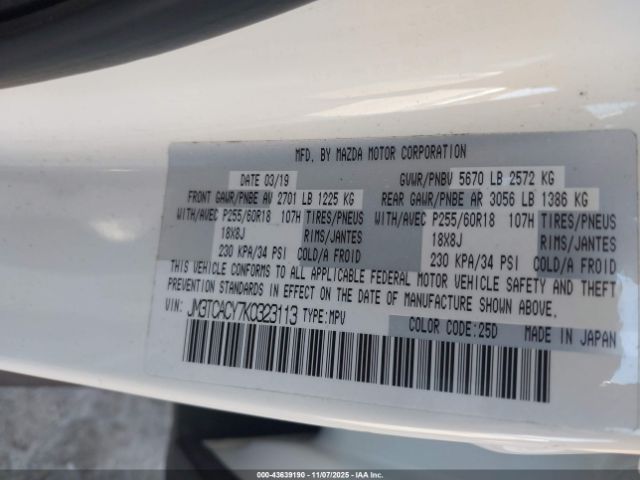 MFD. BY MAZDA MOTOR CORPORATION
DATE 03/19 GVWR/PNBV 5670 LB 2572 KG
FRONT GAWR/PNBE AV 2701 LB 1225 KG REAR GAWR/PNBE AR 3056 LB 1386 KG
WITH/AVEC P255/60R18 107H TIRES/PNEUS WITH/AVEC P255/60R18 107H TIRES/PNEUS
18X8J RIMS/JANTES 18X8J RIMS/JANTES
230 KPA/34 PSI COLD/A FROID 230 KPA/34 PSI COLD/A FROID
THIS VEHICLE CONFORMS TO ALL APPLICABLE FEDERAL MOTOR VEHICLE SAFETY AND THEFT
PREVENTION STANDARDS IN EFFECT ON THE DATE OF MANUFACTURE SHOWN ABOVE.
VIN: JM3TCACY7K0323113 TYPE:MPV
COLOR CODE:25D MADE IN JAPAN
000-43639190 - 11/07/2025 - IAAI.COM